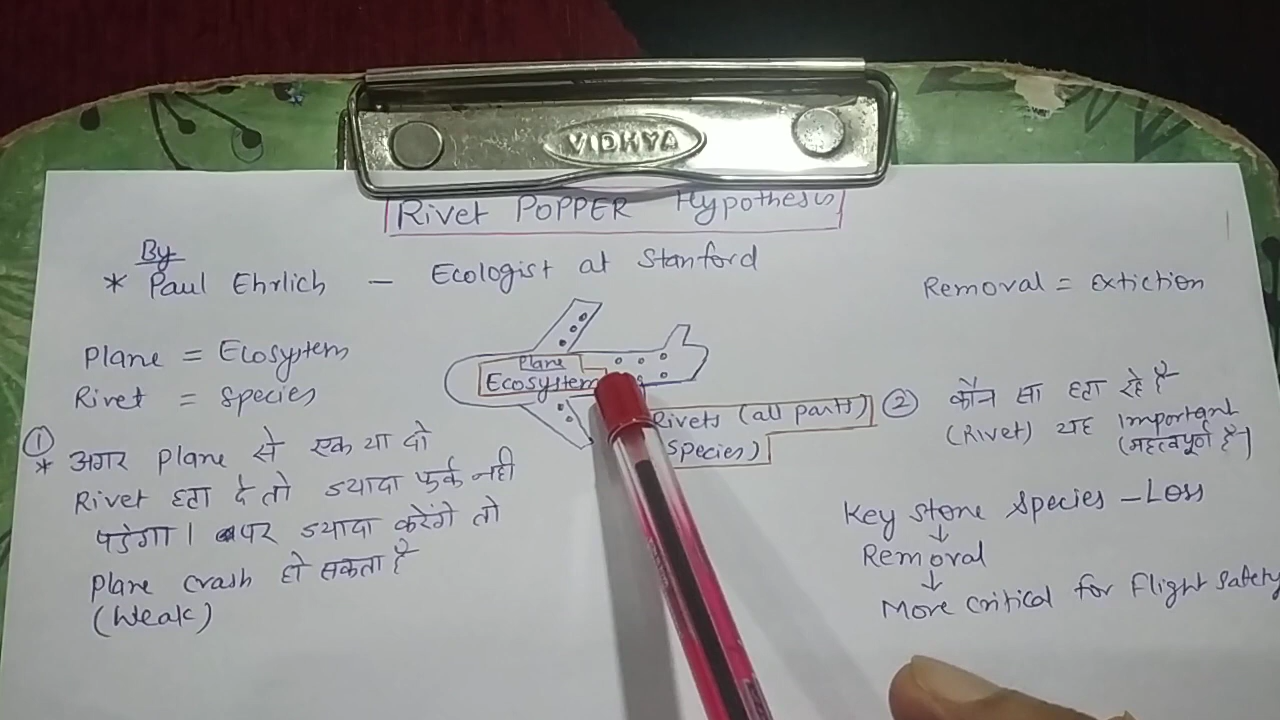 VIDHYA
Rivet POPPER Hypothesis
By
* Paul Ehrlich – Ecologist at Stanford
Removal = Extiction
Plane = Ecosystem
Rivet = Species
Plane
Ecosystem
Rivets (all parts)
Species)
① 
* अगर Plane से एक या दो
Rivet हटा दे तो ज्यादा फर्क नही
पडेगा। पर ज्यादा करेंगे तो
Plane crash हो सकता है
(Weak)
② कौन सा हटा रहे है
(Rivet) यह Important
(महत्वपूर्ण है।)
Key stone Species – Loss
↓
Removal
↓
More critical for flight safety